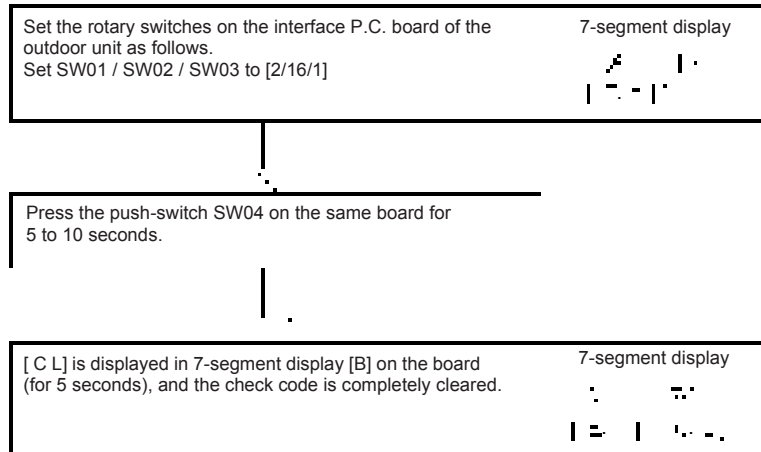 Set the rotary switches on the interface P.C. board of the
outdoor unit as follows.
Set SW01 / SW02 / SW03 to [2/16/1]
7-segment display
Press the push-switch SW04 on the same board for
5 to 10 seconds.
[ C L] is displayed in 7-segment display [B] on the board
(for 5 seconds), and the check code is completely cleared.
7-segment display